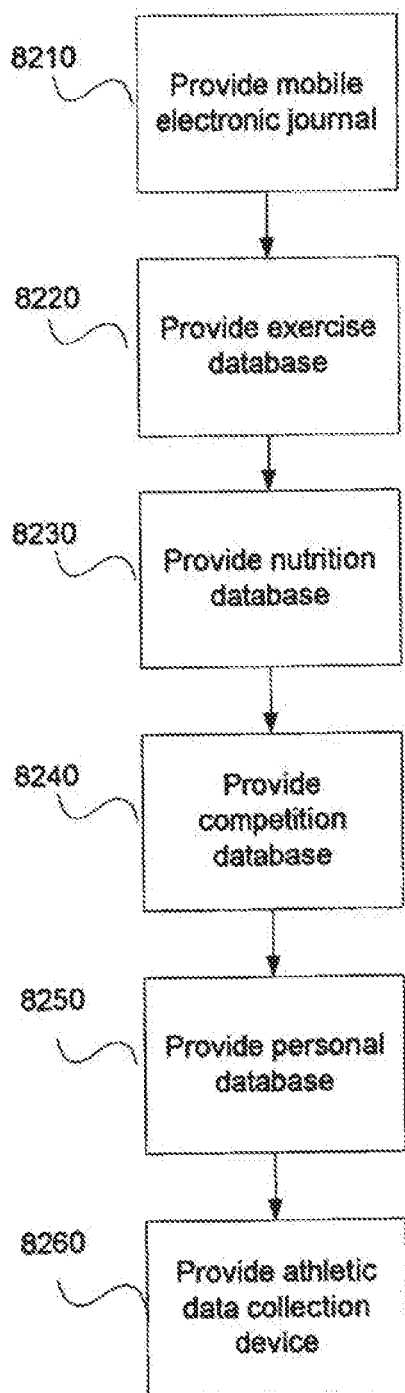 8210
Provide mobile
electronic journal
8220
Provide exercise
database
8230
Provide nutrition
database
8240
Provide
competition
database
8250
Provide personal
database
8260
Provide athletic
data collection
device